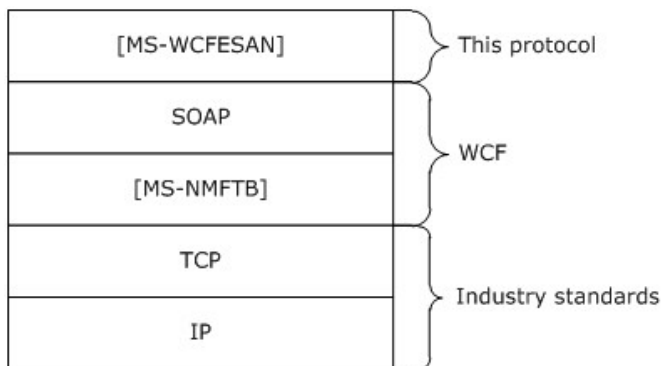 [MS-WCFESAN]
This protocol
SOAP
WCF
[MS-NMFTB]
TCP
Industry standards
IP